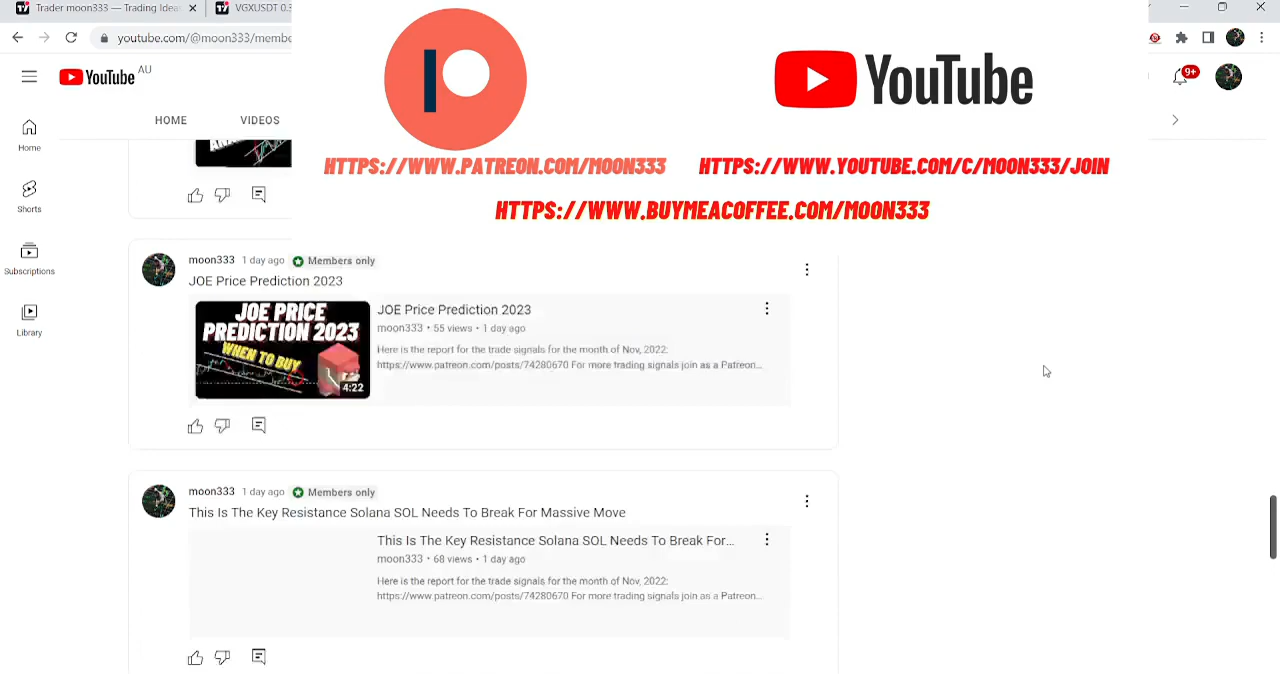 Trader moon333 — Trading Ideas
VGXUSDT 0.3
youtube.com/@moon333/membe
YouTube AU
9+
YouTube
HTTPS://WWW.PATREON.COM/MOON333
HTTPS://WWW.YOUTUBE.COM/C/MOON333/JOIN
HTTPS://WWW.BUYMEACOFFEE.COM/MOON333
HOME
VIDEOS
Home
Shorts
Subscriptions
Library
moon333 1 day ago Members only
JOE Price Prediction 2023
JOE PRICE
PREDICTION 2023
WHEN TO BUY
4:22
JOE Price Prediction 2023
moon333 • 55 views • 1 day ago
Here is the report for the trade signals for the month of Nov, 2022:
https://www.patreon.com/posts/74280670 For more trading signals join as a Patreon...
moon333 1 day ago Members only
This Is The Key Resistance Solana SOL Needs To Break For Massive Move
This Is The Key Resistance Solana SOL Needs To Break For...
moon333 • 68 views • 1 day ago
Here is the report for the trade signals for the month of Nov, 2022:
https://www.patreon.com/posts/74280670 For more trading signals join as a Patreon...